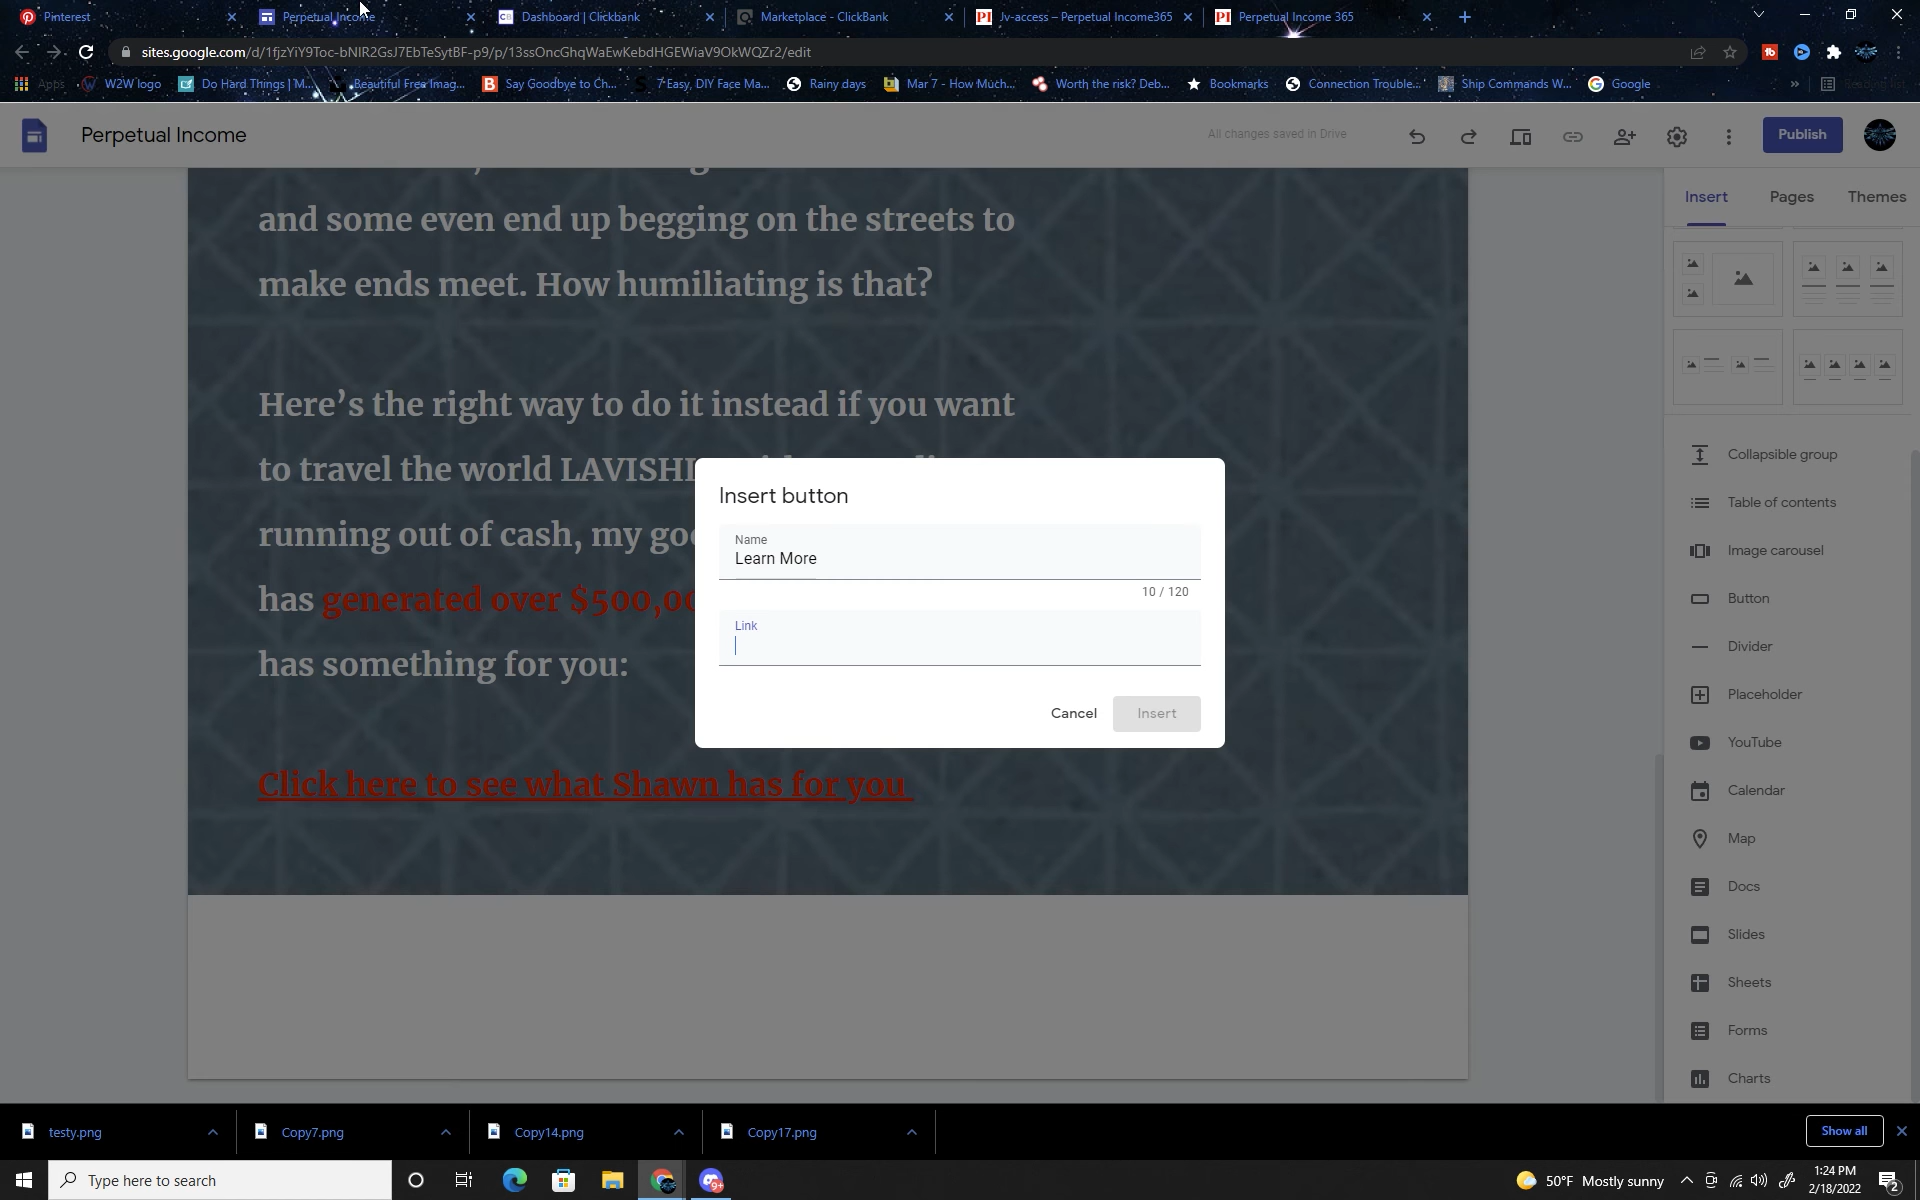 Pinterest
Perpetual Income
Dashboard | Clickbank
Marketplace - ClickBank
Jv-access – Perpetual Income365
Perpetual Income 365
sites.google.com/d/1fjzYiY9Toc-bNIR2GsJ7EbTeSytBF-p9/p/13ssOncGhqWaEwKebdHGEWiaV9OkWQZr2/edit
Apps
W2W logo
Do Hard Things | M...
Beautiful Free Imag...
Say Goodbye to Ch...
7 Easy, DIY Face Ma...
Rainy days
Mar 7 - How Much...
Worth the risk? Deb...
Bookmarks
Connection Trouble...
Ship Commands W...
Google
»
Reading list
Perpetual Income
All changes saved in Drive
Publish
Insert
Pages
Themes
and some even end up begging on the streets to
make ends meet. How humiliating is that?
Here’s the right way to do it instead if you want
to travel the world LAVISHL
running out of cash, my goo
has generated over $500,00
has something for you:
Click here to see what Shawn has for you
Insert button
Name
Learn More
10 / 120
Link
Cancel
Insert
Collapsible group
Table of contents
Image carousel
Button
Divider
Placeholder
YouTube
Calendar
Map
Docs
Slides
Sheets
Forms
Charts
testy.png
Copy7.png
Copy14.png
Copy17.png
Show all
Type here to search
9+
50°F Mostly sunny
1:24 PM
2/18/2022
2